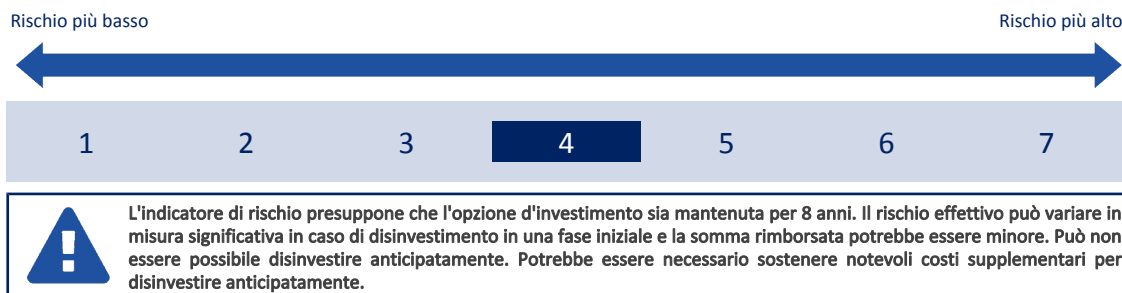 Rischio più basso Rischio più alto
1 2 3 4 5 6 7
L'indicatore di rischio presuppone che l'opzione d'investimento sia mantenuta per 8 anni. Il rischio effettivo può variare in
misura significativa in caso di disinvestimento in una fase iniziale e la somma rimborsata potrebbe essere minore. Può non
essere possibile disinvestire anticipatamente. Potrebbe essere necessario sostenere notevoli costi supplementari per
disinvestire anticipatamente.